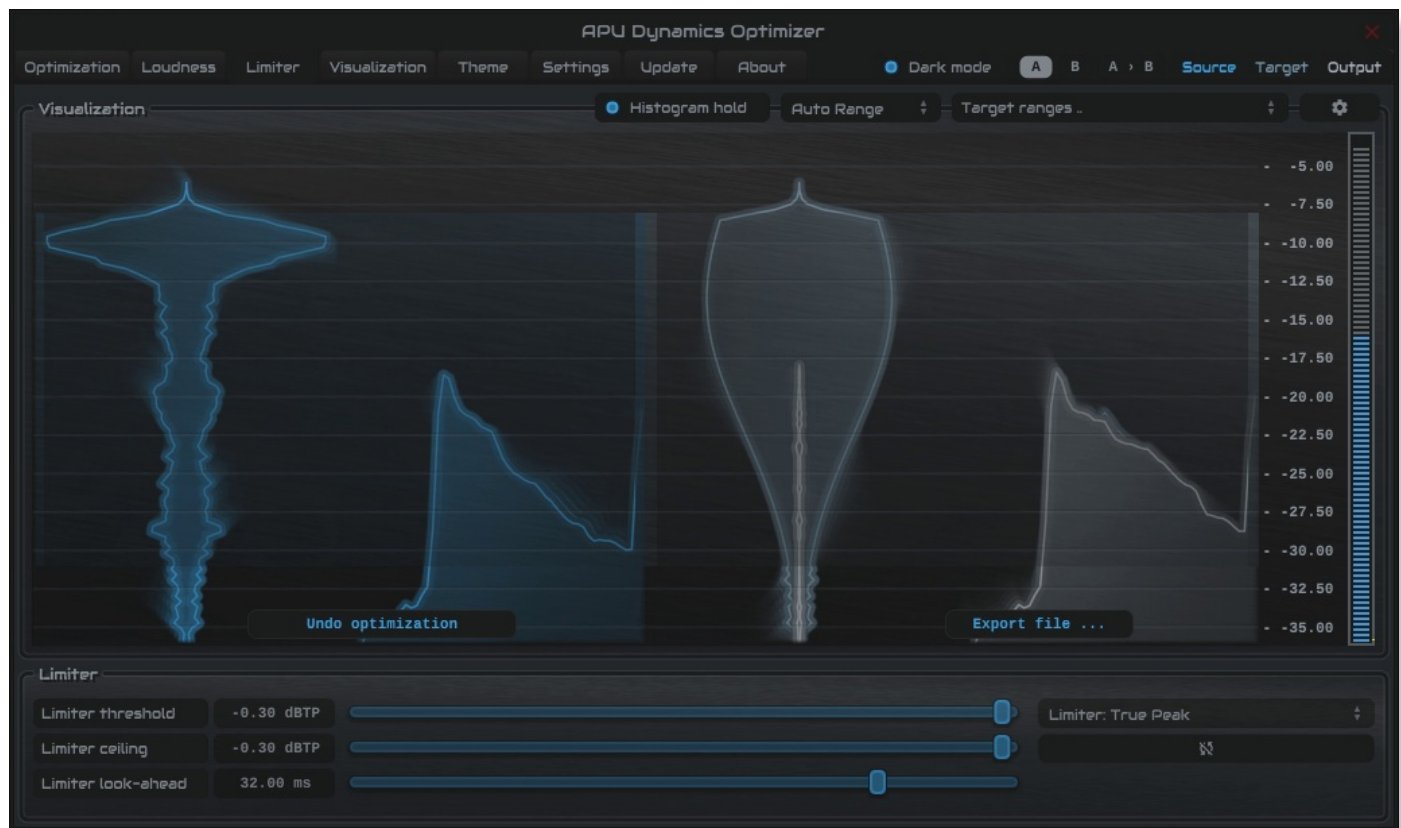 APU Dynamics Optimizer
Optimization Loudness Limiter Visualization Theme Settings Update About Dark mode A B A > B Source Target Output
Visualization Histogram hold Auto Range Target ranges ..
- -5.00
- -7.50
- -10.00
- -12.50
- -15.00
- -17.50
- -20.00
- -22.50
- -25.00
- -27.50
- -30.00
- -32.50
Undo optimization Export file ... - -35.00
Limiter
Limiter threshold -0.30 dBTP Limiter: True Peak
Limiter ceiling -0.30 dBTP
Limiter look-ahead 32.00 ms